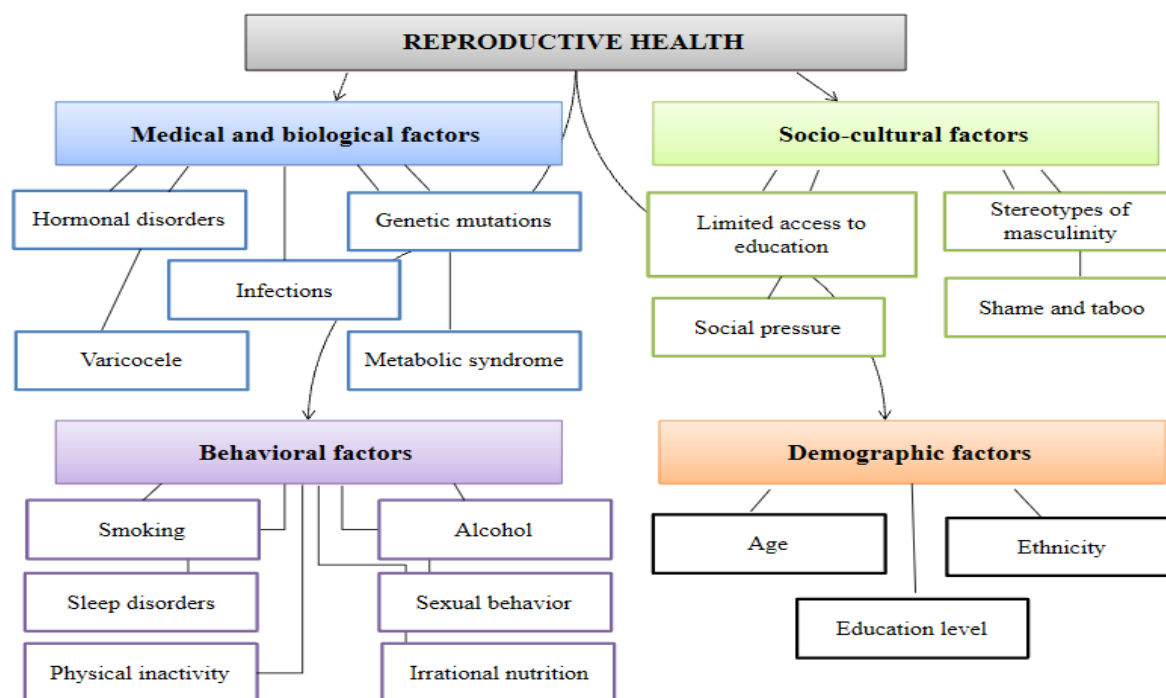 REPRODUCTIVE HEALTH
Medical and biological factors
Socio-cultural factors
Hormonal disorders
Genetic mutations
Limited access to
education
Stereotypes of
masculinity
Infections
Social pressure
Shame and taboo
Varicocele
Metabolic syndrome
Behavioral factors
Demographic factors
Smoking
Alcohol
Age
Ethnicity
Sleep disorders
Sexual behavior
Education level
Physical inactivity
Irrational nutrition